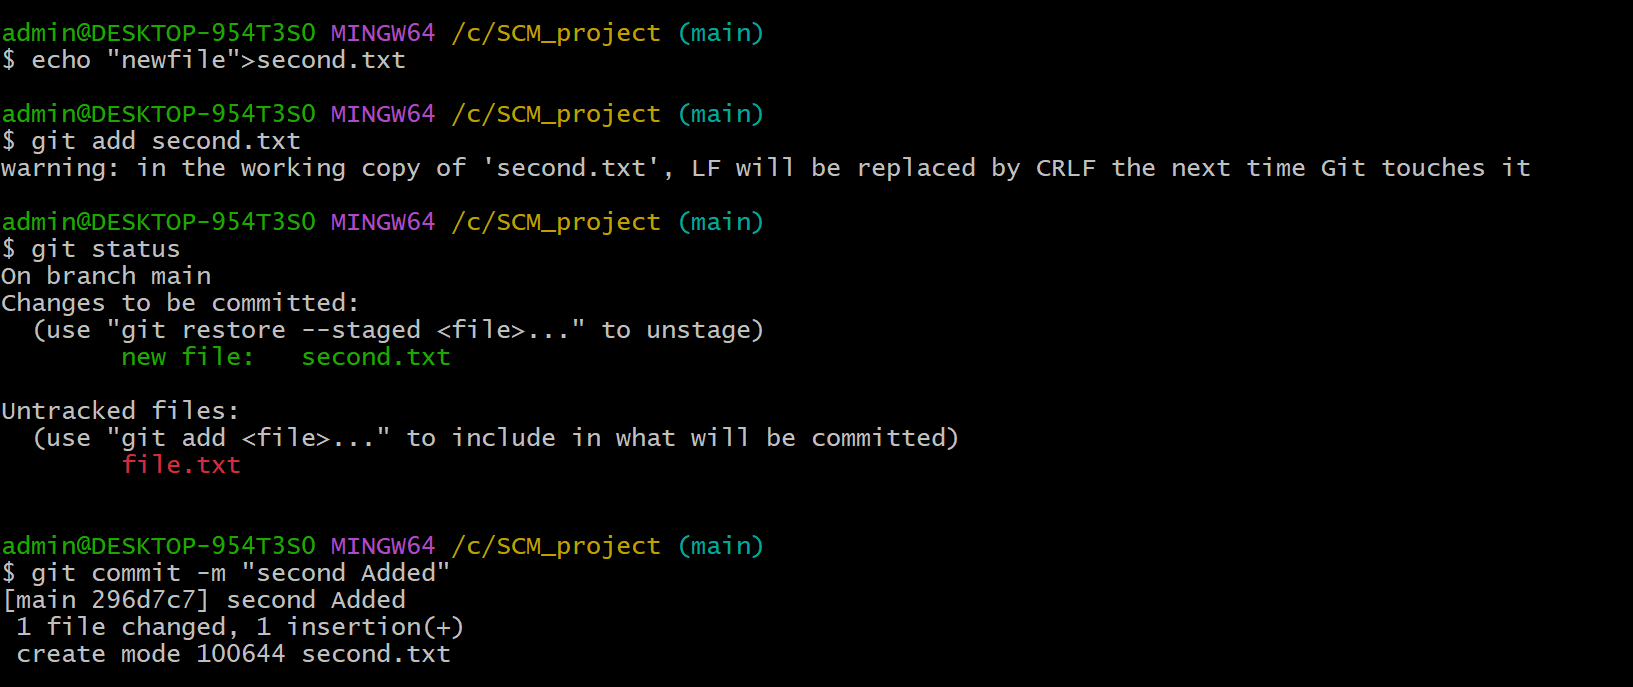 admin@DESKTOP-954T3SO MINGW64 /c/SCM_project (main)
$ echo "newfile">second.txt
admin@DESKTOP-954T3SO MINGW64 /c/SCM_project (main)
$ git add second.txt
warning: in the working copy of 'second.txt', LF will be replaced by CRLF the next time Git touches it
admin@DESKTOP-954T3SO MINGW64 /c/SCM_project (main)
$ git status
On branch main
Changes to be committed:
  (use "git restore --staged <file>..." to unstage)
        new file:   second.txt
Untracked files:
  (use "git add <file>..." to include in what will be committed)
        file.txt
admin@DESKTOP-954T3SO MINGW64 /c/SCM_project (main)
$ git commit -m "second Added"
[main 296d7c7] second Added
 1 file changed, 1 insertion(+)
 create mode 100644 second.txt